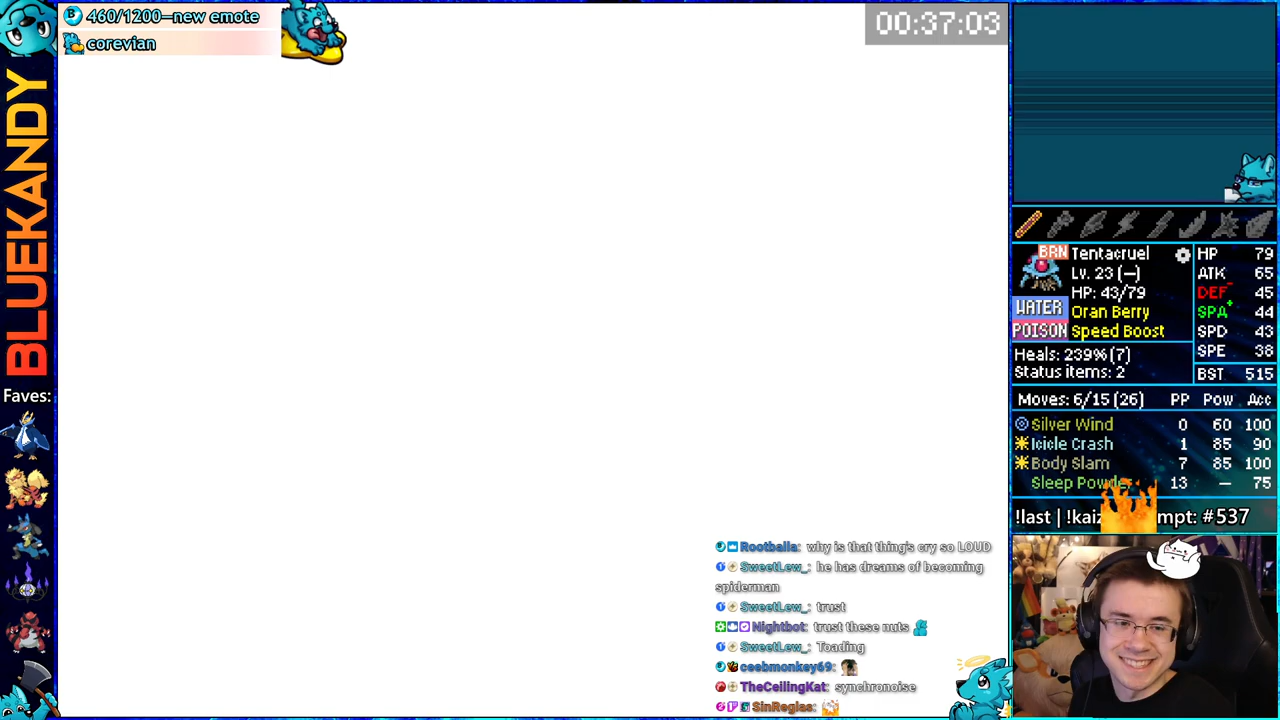 460/1200—new emote
corevian
00:37:03
BLUEKANDY
Faves:
BRN
Tentacruel
Lv. 23 (—)
HP: 43/79
WATER
Oran Berry
POISON
Speed Boost
Heals: 239% (7)
Status items: 2
HP 79
ATK 65
DEF- 45
SPA+ 44
SPD 43
SPE 38
BST 515
Moves: 6/15 (26) PP Pow Acc
Silver Wind 0 60 100
Icicle Crash 1 85 90
Body Slam 7 85 100
Sleep Powder 13 — 75
!last | !kaiz mpt: #537
Rootballa: why is that thing's cry so LOUD
SweetLew_: he has dreams of becoming
spiderman
SweetLew_: trust
Nightbot: trust these nuts
SweetLew_: Toading
ceebmonkey69:
TheCeilingKat: synchronoise
SinReglas: